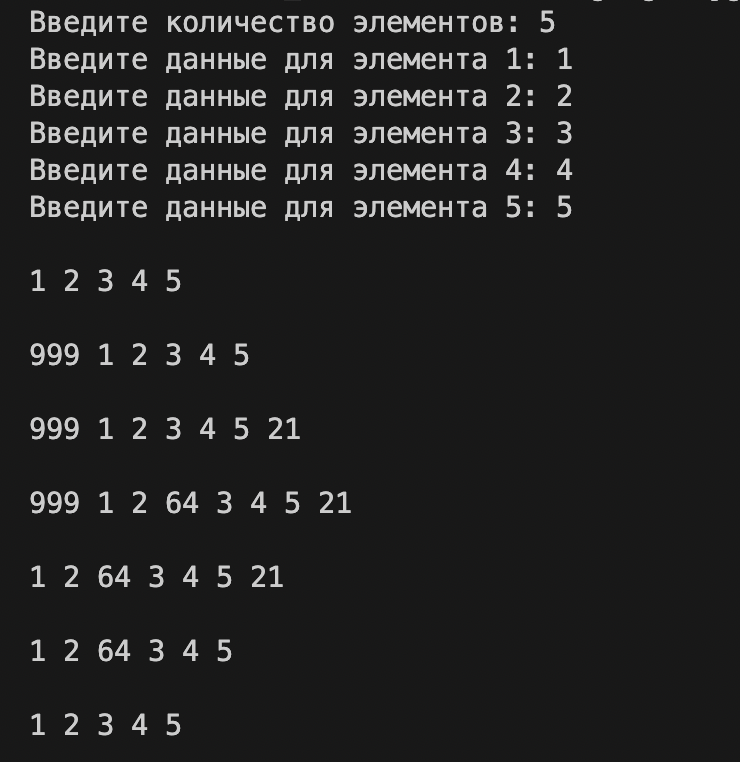 Введите количество элементов: 5
Введите данные для элемента 1: 1
Введите данные для элемента 2: 2
Введите данные для элемента 3: 3
Введите данные для элемента 4: 4
Введите данные для элемента 5: 5
1 2 3 4 5
999 1 2 3 4 5
999 1 2 3 4 5 21
999 1 2 64 3 4 5 21
1 2 64 3 4 5 21
1 2 64 3 4 5
1 2 3 4 5